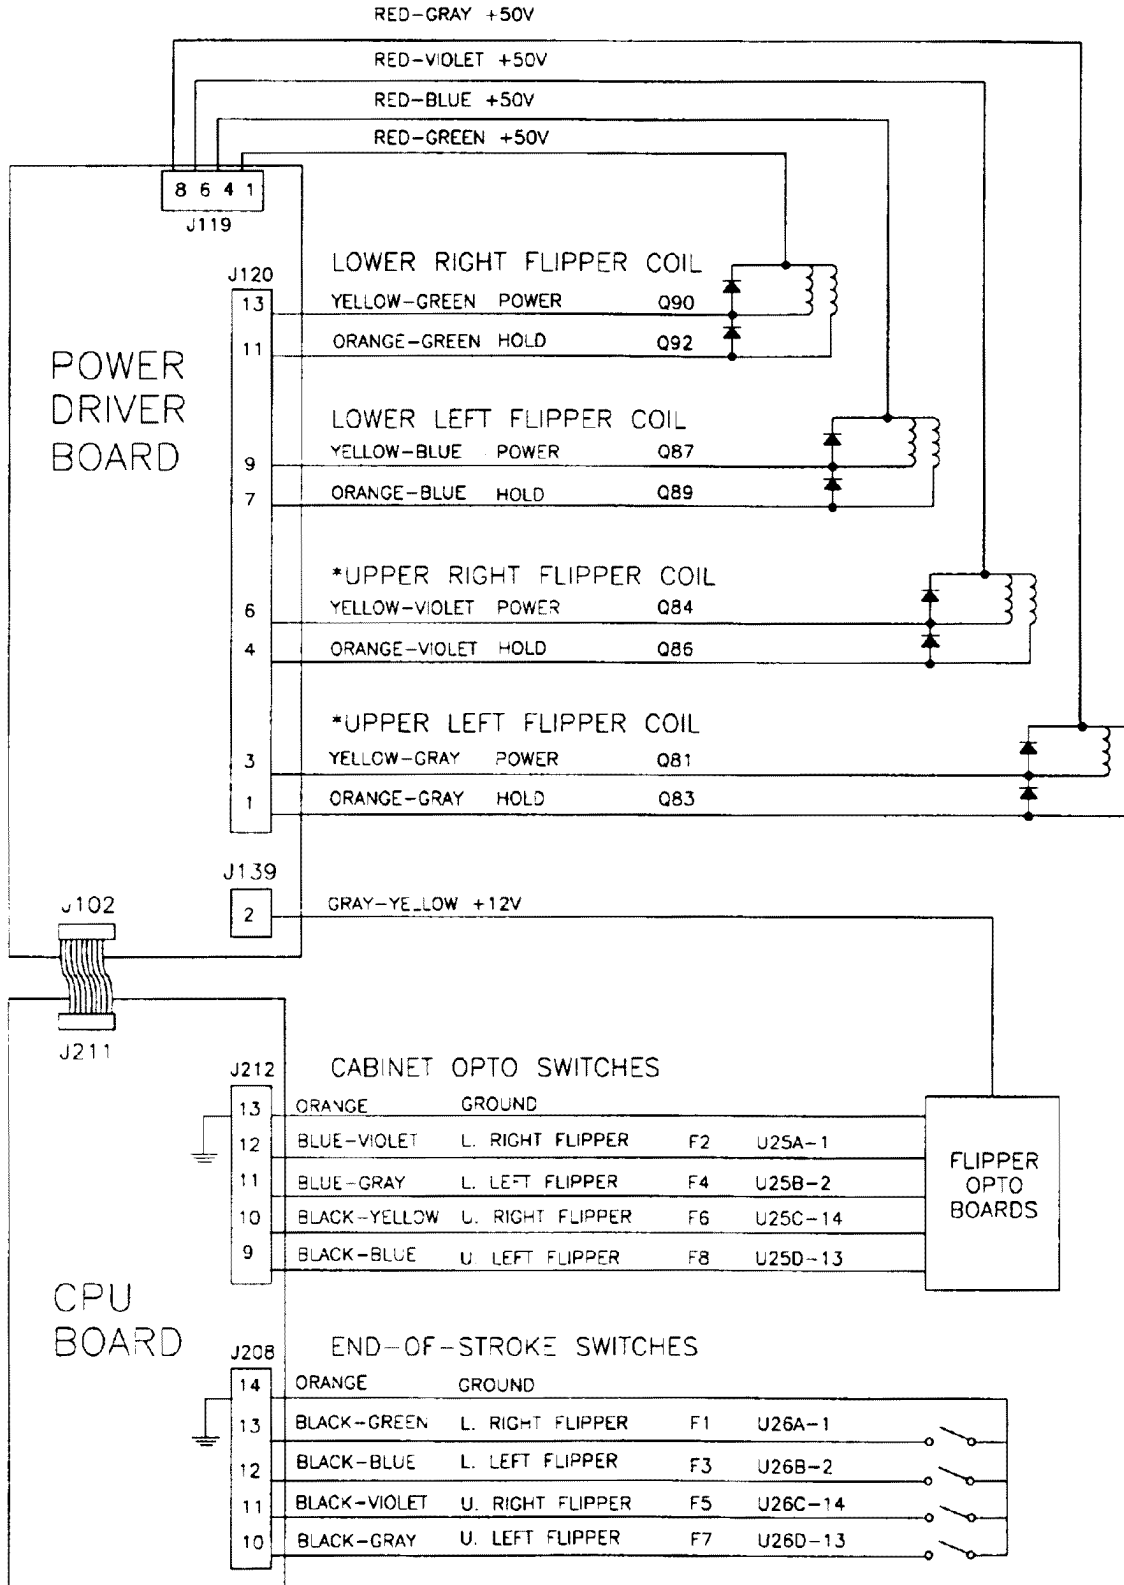 RED-GRAY +50V
RED-VIOLET +50V
RED-BLUE +50V
RED-GREEN +50V
8 6 4 1
J119
J120
LOWER RIGHT FLIPPER COIL
13 YELLOW-GREEN POWER Q90
11 ORANGE-GREEN HOLD Q92
POWER
DRIVER
BOARD
LOWER LEFT FLIPPER COIL
9 YELLOW-BLUE POWER Q87
7 ORANGE-BLUE HOLD Q89
*UPPER RIGHT FLIPPER COIL
6 YELLOW-VIOLET POWER Q84
4 ORANGE-VIOLET HOLD Q86
*UPPER LEFT FLIPPER COIL
3 YELLOW-GRAY POWER Q81
1 ORANGE-GRAY HOLD Q83
J139
2 GRAY-YELLOW +12V
J102
J211
J212
CABINET OPTO SWITCHES
13 ORANGE GROUND
12 BLUE-VIOLET L. RIGHT FLIPPER F2 U25A-1
11 BLUE-GRAY L. LEFT FLIPPER F4 U25B-2
10 BLACK-YELLOW U. RIGHT FLIPPER F6 U25C-14
9 BLACK-BLUE U. LEFT FLIPPER F8 U25D-13
FLIPPER
OPTO
BOARDS
CPU
BOARD
J208
END-OF-STROKE SWITCHES
14 ORANGE GROUND
13 BLACK-GREEN L. RIGHT FLIPPER F1 U26A-1
12 BLACK-BLUE L. LEFT FLIPPER F3 U26B-2
11 BLACK-VIOLET U. RIGHT FLIPPER F5 U26C-14
10 BLACK-GRAY U. LEFT FLIPPER F7 U26D-13